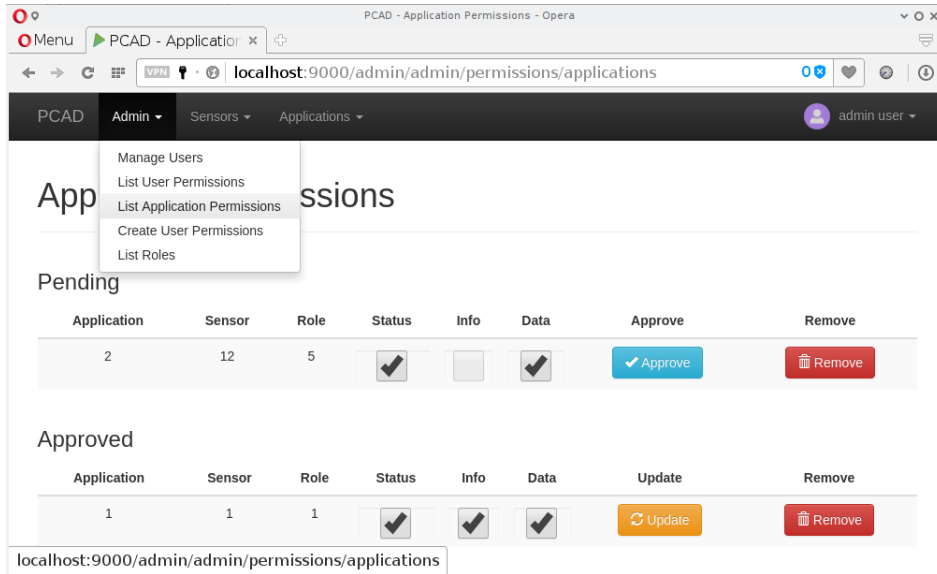 PCAD - Application Permissions - Opera
Menu PCAD - Application
VPN localhost:9000/admin/admin/permissions/applications 0
PCAD Admin Sensors Applications admin user
Manage Users
List User Permissions
App ssions
List Application Permissions
Create User Permissions
List Roles
Pending
Application Sensor Role Status Info Data Approve Remove
2 12 5 Approve Remove
Approved
Application Sensor Role Status Info Data Update Remove
1 1 1 Update Remove
localhost:9000/admin/admin/permissions/applications